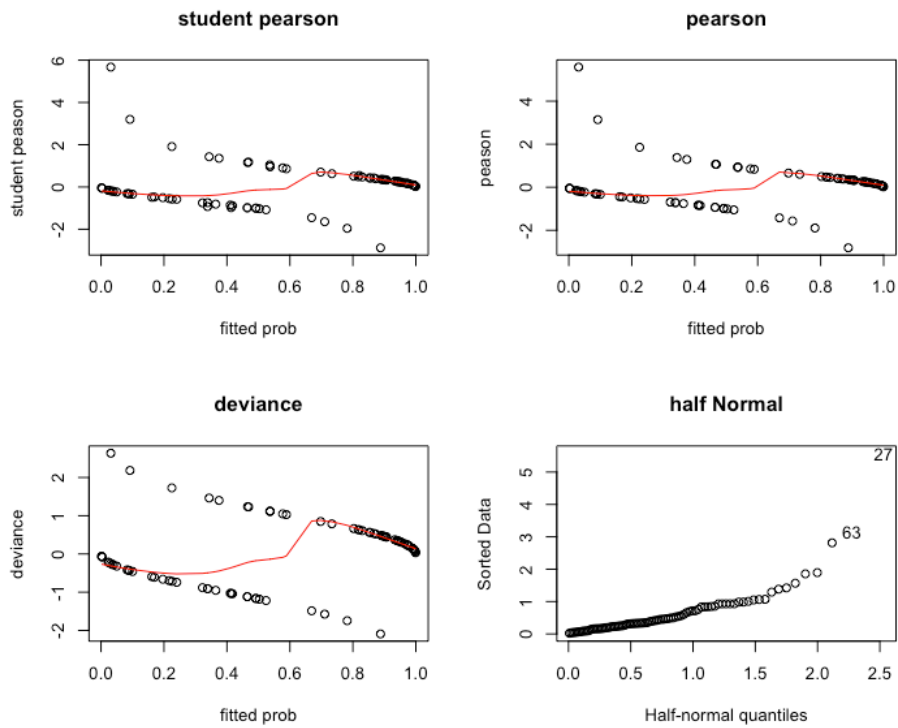 student pearson
student peason
6
4
2
0
-2
0.0 0.2 0.4 0.6 0.8 1.0
fitted prob
pearson
peason
4
2
0
-2
0.0 0.2 0.4 0.6 0.8 1.0
fitted prob
deviance
deviance
2
1
0
-1
-2
0.0 0.2 0.4 0.6 0.8 1.0
fitted prob
half Normal
Sorted Data
5
4
3
2
1
0
27
63
0.0 0.5 1.0 1.5 2.0 2.5
Half-normal quantiles